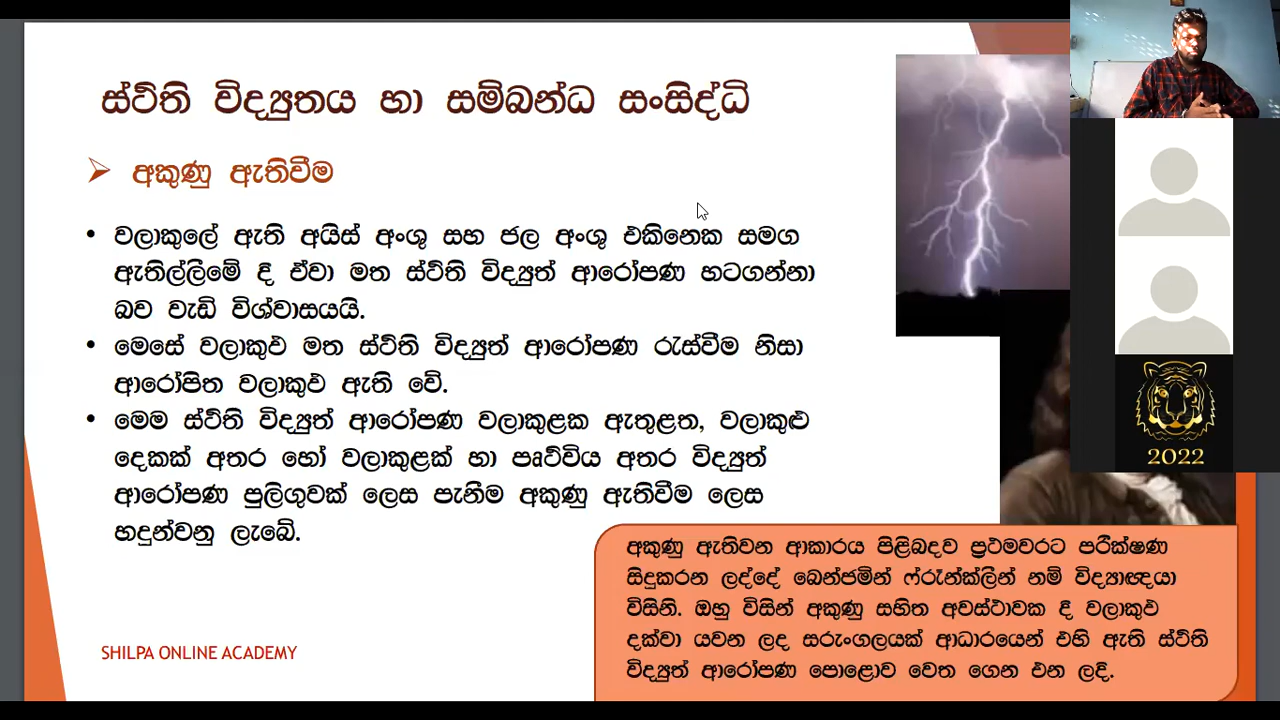 ස්ථිති විද්‍යුතය හා සම්බන්ධ සංසිද්ධි
අකුණු ඇතිවීම
• වලාකුලේ ඇති අයිස් අංශු සහ ජල අංශු එකිනෙක සමග
ඇතිල්ලීමේ දී ඒවා මත ස්ථිති විද්‍යුත් ආරෝපණ හටගන්නා
බව වැඩි විශ්වාසයයි.
• මෙසේ වලාකුළු මත ස්ථිති විද්‍යුත් ආරෝපණ රැස්වීම නිසා
ආරෝපිත වලාකුළු ඇති වේ.
• මෙම ස්ථිති විද්‍යුත් ආරෝපණ වලාකුළක ඇතුළත, වලාකුළු
දෙකක් අතර හෝ වලාකුළක් හා පෘථිවිය අතර විද්‍යුත්
ආරෝපණ පුලිඟුවක් ලෙස පැනීම අකුණු ඇතිවීම ලෙස
හඳුන්වනු ලැබේ.
අකුණු ඇතිවන ආකාරය පිළිබදව ප්‍රථමවරට පරීක්ෂණ
සිදුකරන ලද්දේ බෙන්ජමින් ෆ්රෑන්ක්ලින් නම් විද්‍යාඥයා
විසිනි. ඔහු විසින් අකුණු සහිත අවස්ථාවක දී වලාකුළු
දක්වා යවන ලද සරුංගලයක් ආධාරයෙන් එහි ඇති ස්ථිති
විද්‍යුත් ආරෝපණ පොළොව වෙත ගෙන එන ලදි.
SHILPA ONLINE ACADEMY
2022